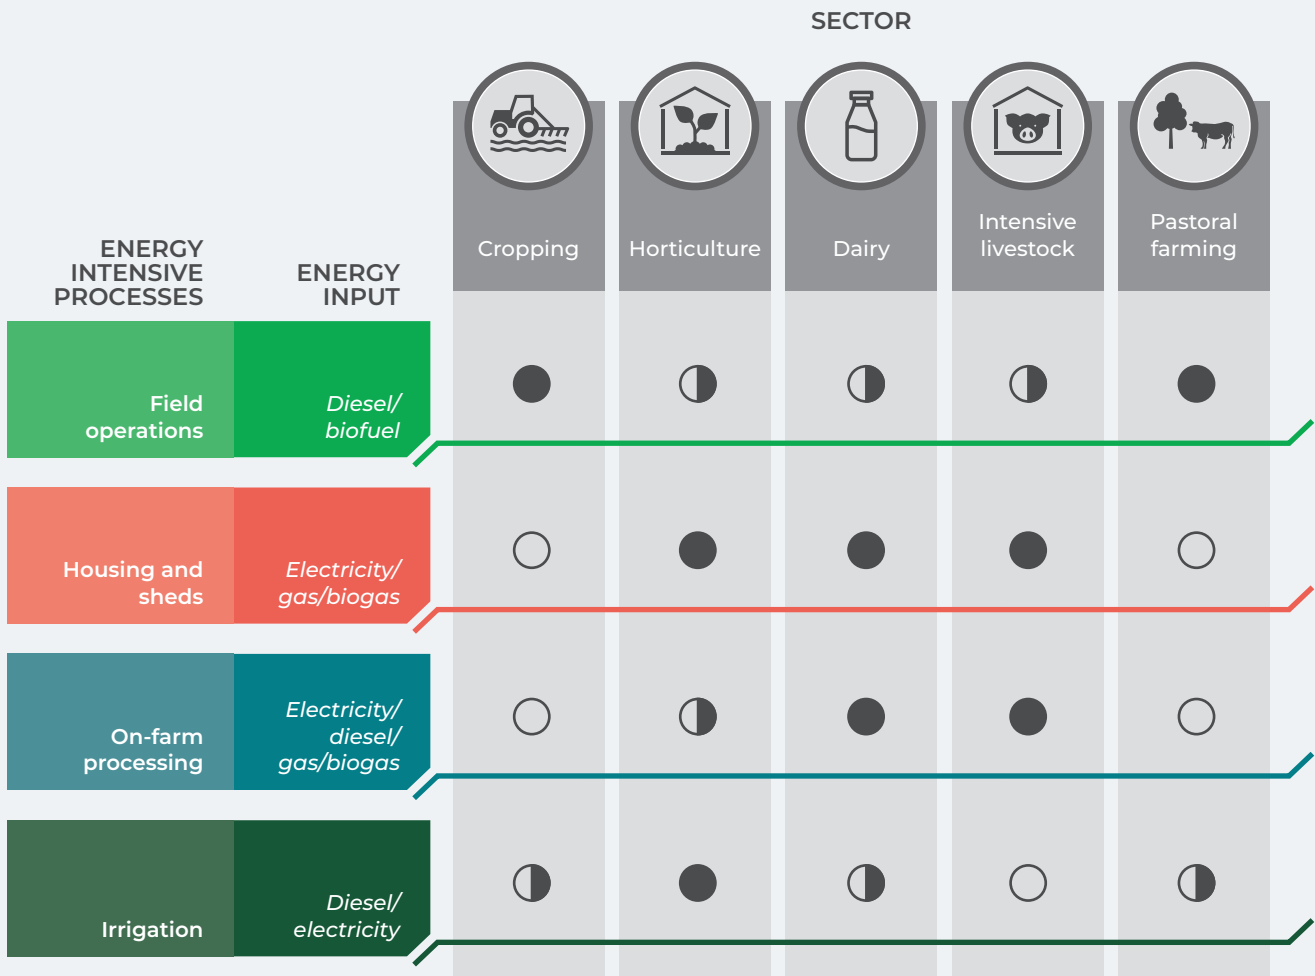 SECTOR
Cropping
Horticulture
Dairy
Intensive
livestock
Pastoral
farming
ENERGY
INTENSIVE
PROCESSES
ENERGY
INPUT
Field
operations
Diesel/
biofuel
Housing and
sheds
Electricity/
gas/biogas
On-farm
processing
Electricity/
diesel/
gas/biogas
Irrigation
Diesel/
electricity